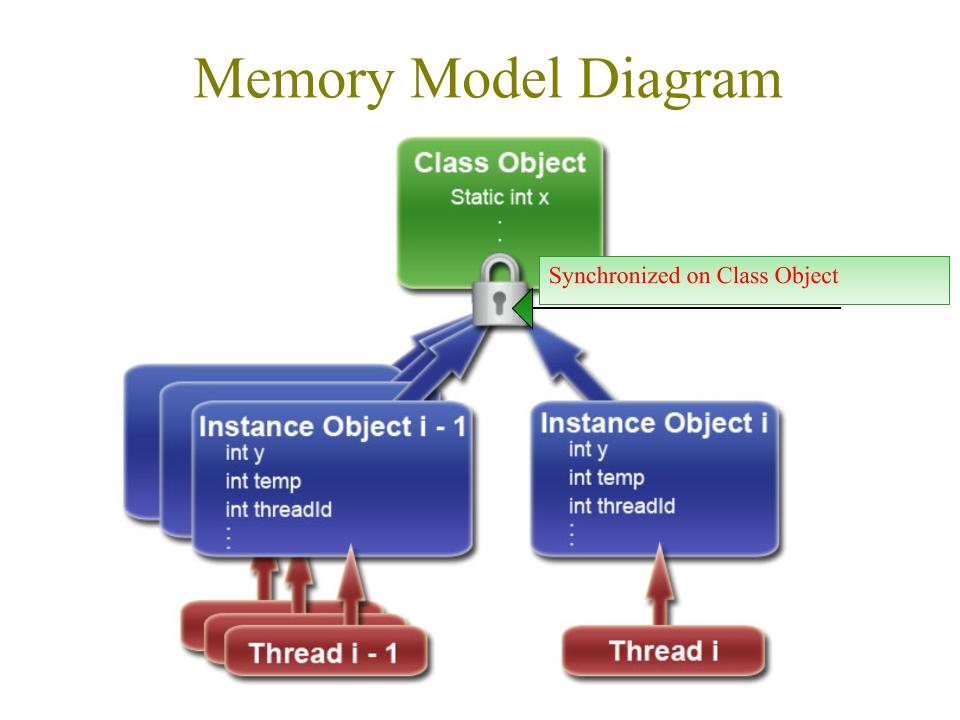 Memory Model Diagram
Class Object
Static int x
.
.
Synchronized on Class Object
Instance Object i - 1
int y
int temp
int threadId
.
.
.
Instance Object i
int y
int temp
int threadId
.
.
.
Thread i - 1
Thread i